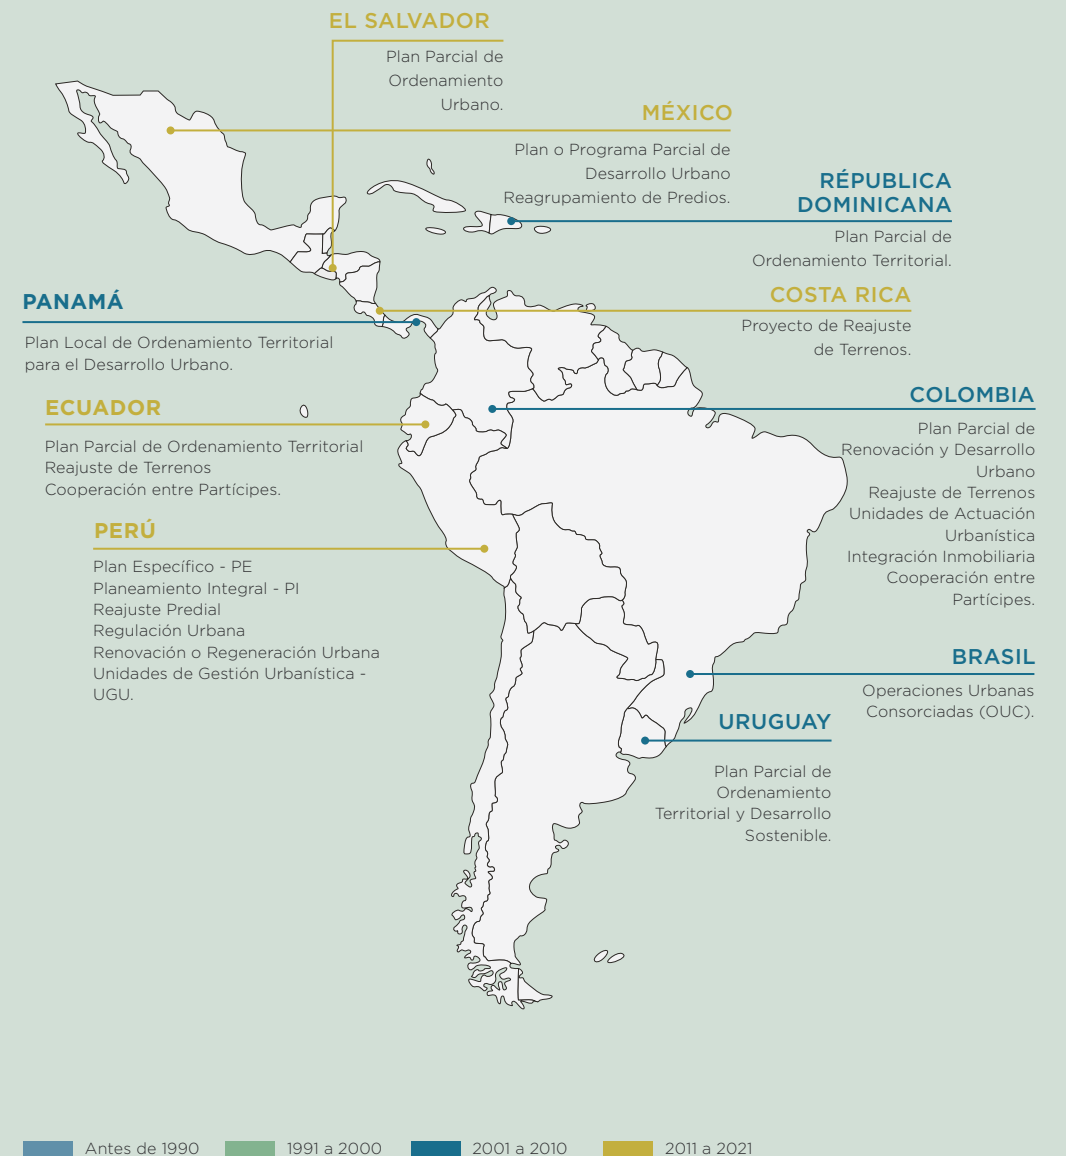 EL SALVADOR
Plan Parcial de
Ordenamiento
Urbano.
MÉXICO
Plan o Programa Parcial de
Desarrollo Urbano
Reagrupamiento de Predios.
RÉPUBLICA
DOMINICANA
Plan Parcial de
Ordenamiento Territorial.
PANAMÁ
Plan Local de Ordenamiento Territorial
para el Desarrollo Urbano.
COSTA RICA
Proyecto de Reajuste
de Terrenos.
ECUADOR
Plan Parcial de Ordenamiento Territorial
Reajuste de Terrenos
Cooperación entre Partícipes.
COLOMBIA
Plan Parcial de
Renovación y Desarrollo
Urbano
Reajuste de Terrenos
Unidades de Actuación
Urbanística
Integración Inmobiliaria
Cooperación entre
Partícipes.
PERÚ
Plan Específico - PE
Planeamiento Integral - PI
Reajuste Predial
Regulación Urbana
Renovación o Regeneración Urbana
Unidades de Gestión Urbanística -
UGU.
BRASIL
Operaciones Urbanas
Consorciadas (OUC).
URUGUAY
Plan Parcial de
Ordenamiento
Territorial y Desarrollo
Sostenible.
Antes de 1990
1991 a 2000
2001 a 2010
2011 a 2021